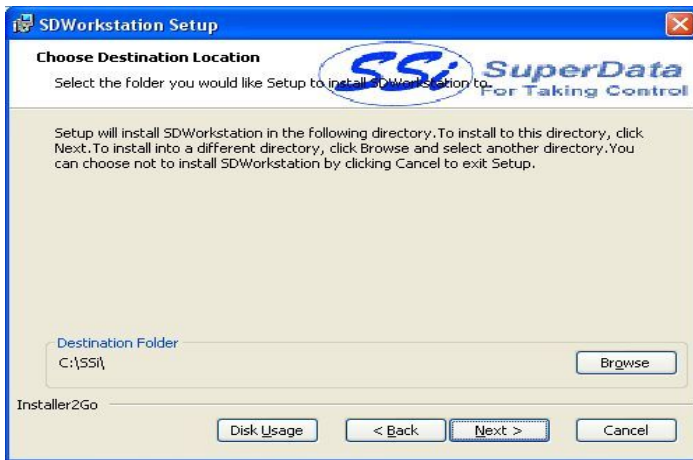 SDWorkstation Setup
Choose Destination Location
Select the folder you would like Setup to install SDWorkstation to.
SSi
SuperData
For Taking Control
Setup will install SDWorkstation in the following directory.To install to this directory, click
Next.To install into a different directory, click Browse and select another directory.You
can choose not to install SDWorkstation by clicking Cancel to exit Setup.
Destination Folder
C:\SSi\
Browse
Installer2Go
Disk Usage
< Back
Next >
Cancel